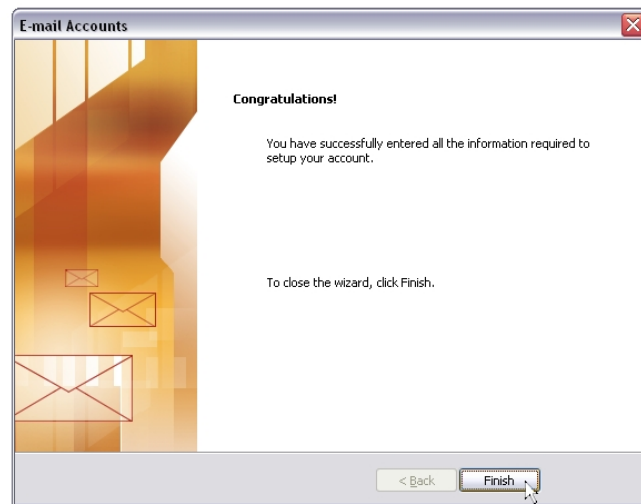 E-mail Accounts
Congratulations!
You have successfully entered all the information required to
setup your account.
To close the wizard, click Finish.
< Back
Finish